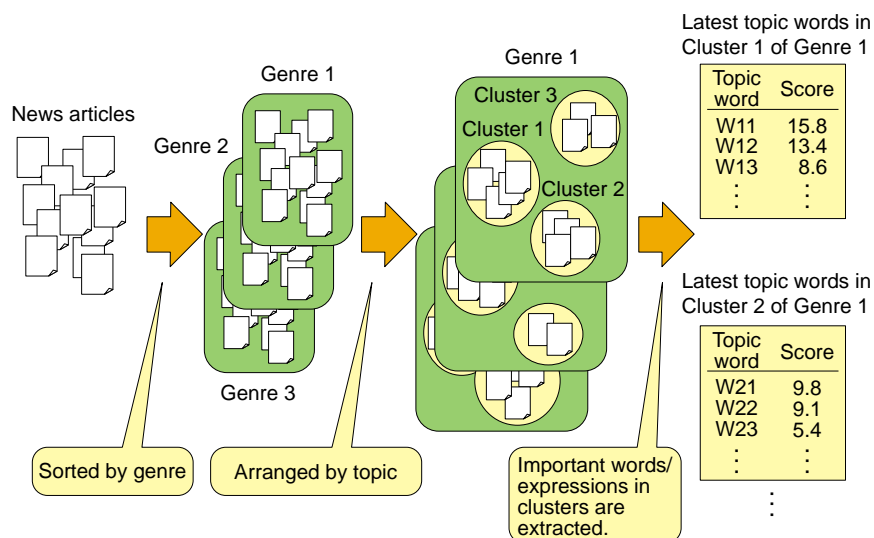 News articles
Genre 1
Genre 2
Genre 3
Sorted by genre
Arranged by topic
Genre 1
Cluster 3
Cluster 1
Cluster 2
Important words/
expressions in
clusters are
extracted.
Latest topic words in
Cluster 1 of Genre 1
Topic word Score
W11 15.8
W12 13.4
W13 8.6
⋮ ⋮
Latest topic words in
Cluster 2 of Genre 1
Topic word Score
W21 9.8
W22 9.1
W23 5.4
⋮ ⋮
⋮